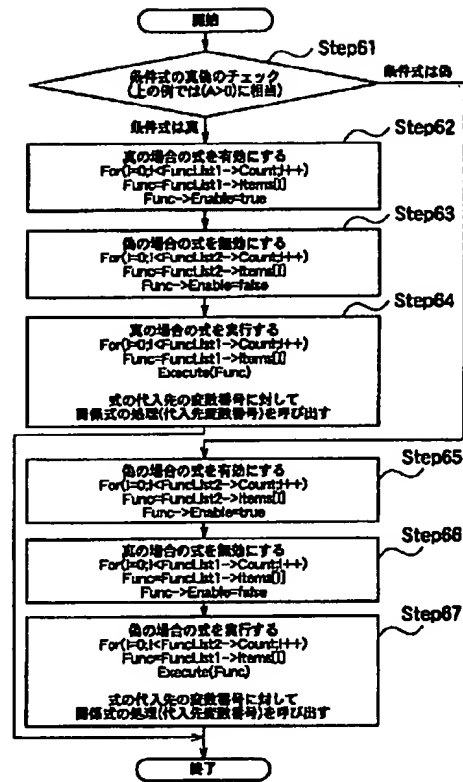 開始
Step61
条件式の真偽のチェック
(上の例では(A>0)に相当)
条件式は偽
条件式は真
Step62
真の場合の式を有効にする
For(i=0;i<FuncList1->Count;i++)
Func=FuncList1->Items[i]
Func->Enable=true
Step63
偽の場合の式を無効にする
For(i=0;i<FuncList2->Count;i++)
Func=FuncList2->Items[i]
Func->Enable=false
Step64
真の場合の式を実行する
For(i=0;i<FuncList1->Count;i++)
Func=FuncList1->Items[i]
Execute(Func)
式の代入先の変数番号に対して
関係式の処理(代入先変数番号)を呼び出す
Step65
偽の場合の式を有効にする
For(i=0;i<FuncList2->Count;i++)
Func=FuncList2->Items[i]
Func->Enable=true
Step66
真の場合の式を無効にする
For(i=0;i<FuncList1->Count;i++)
Func=FuncList1->Items[i]
Func->Enable=false
Step67
偽の場合の式を実行する
For(i=0;i<FuncList2->Count;i++)
Func=FuncList1->Items[i]
Execute(Func)
式の代入先の変数番号に対して
関係式の処理(代入先変数番号)を呼び出す
終了